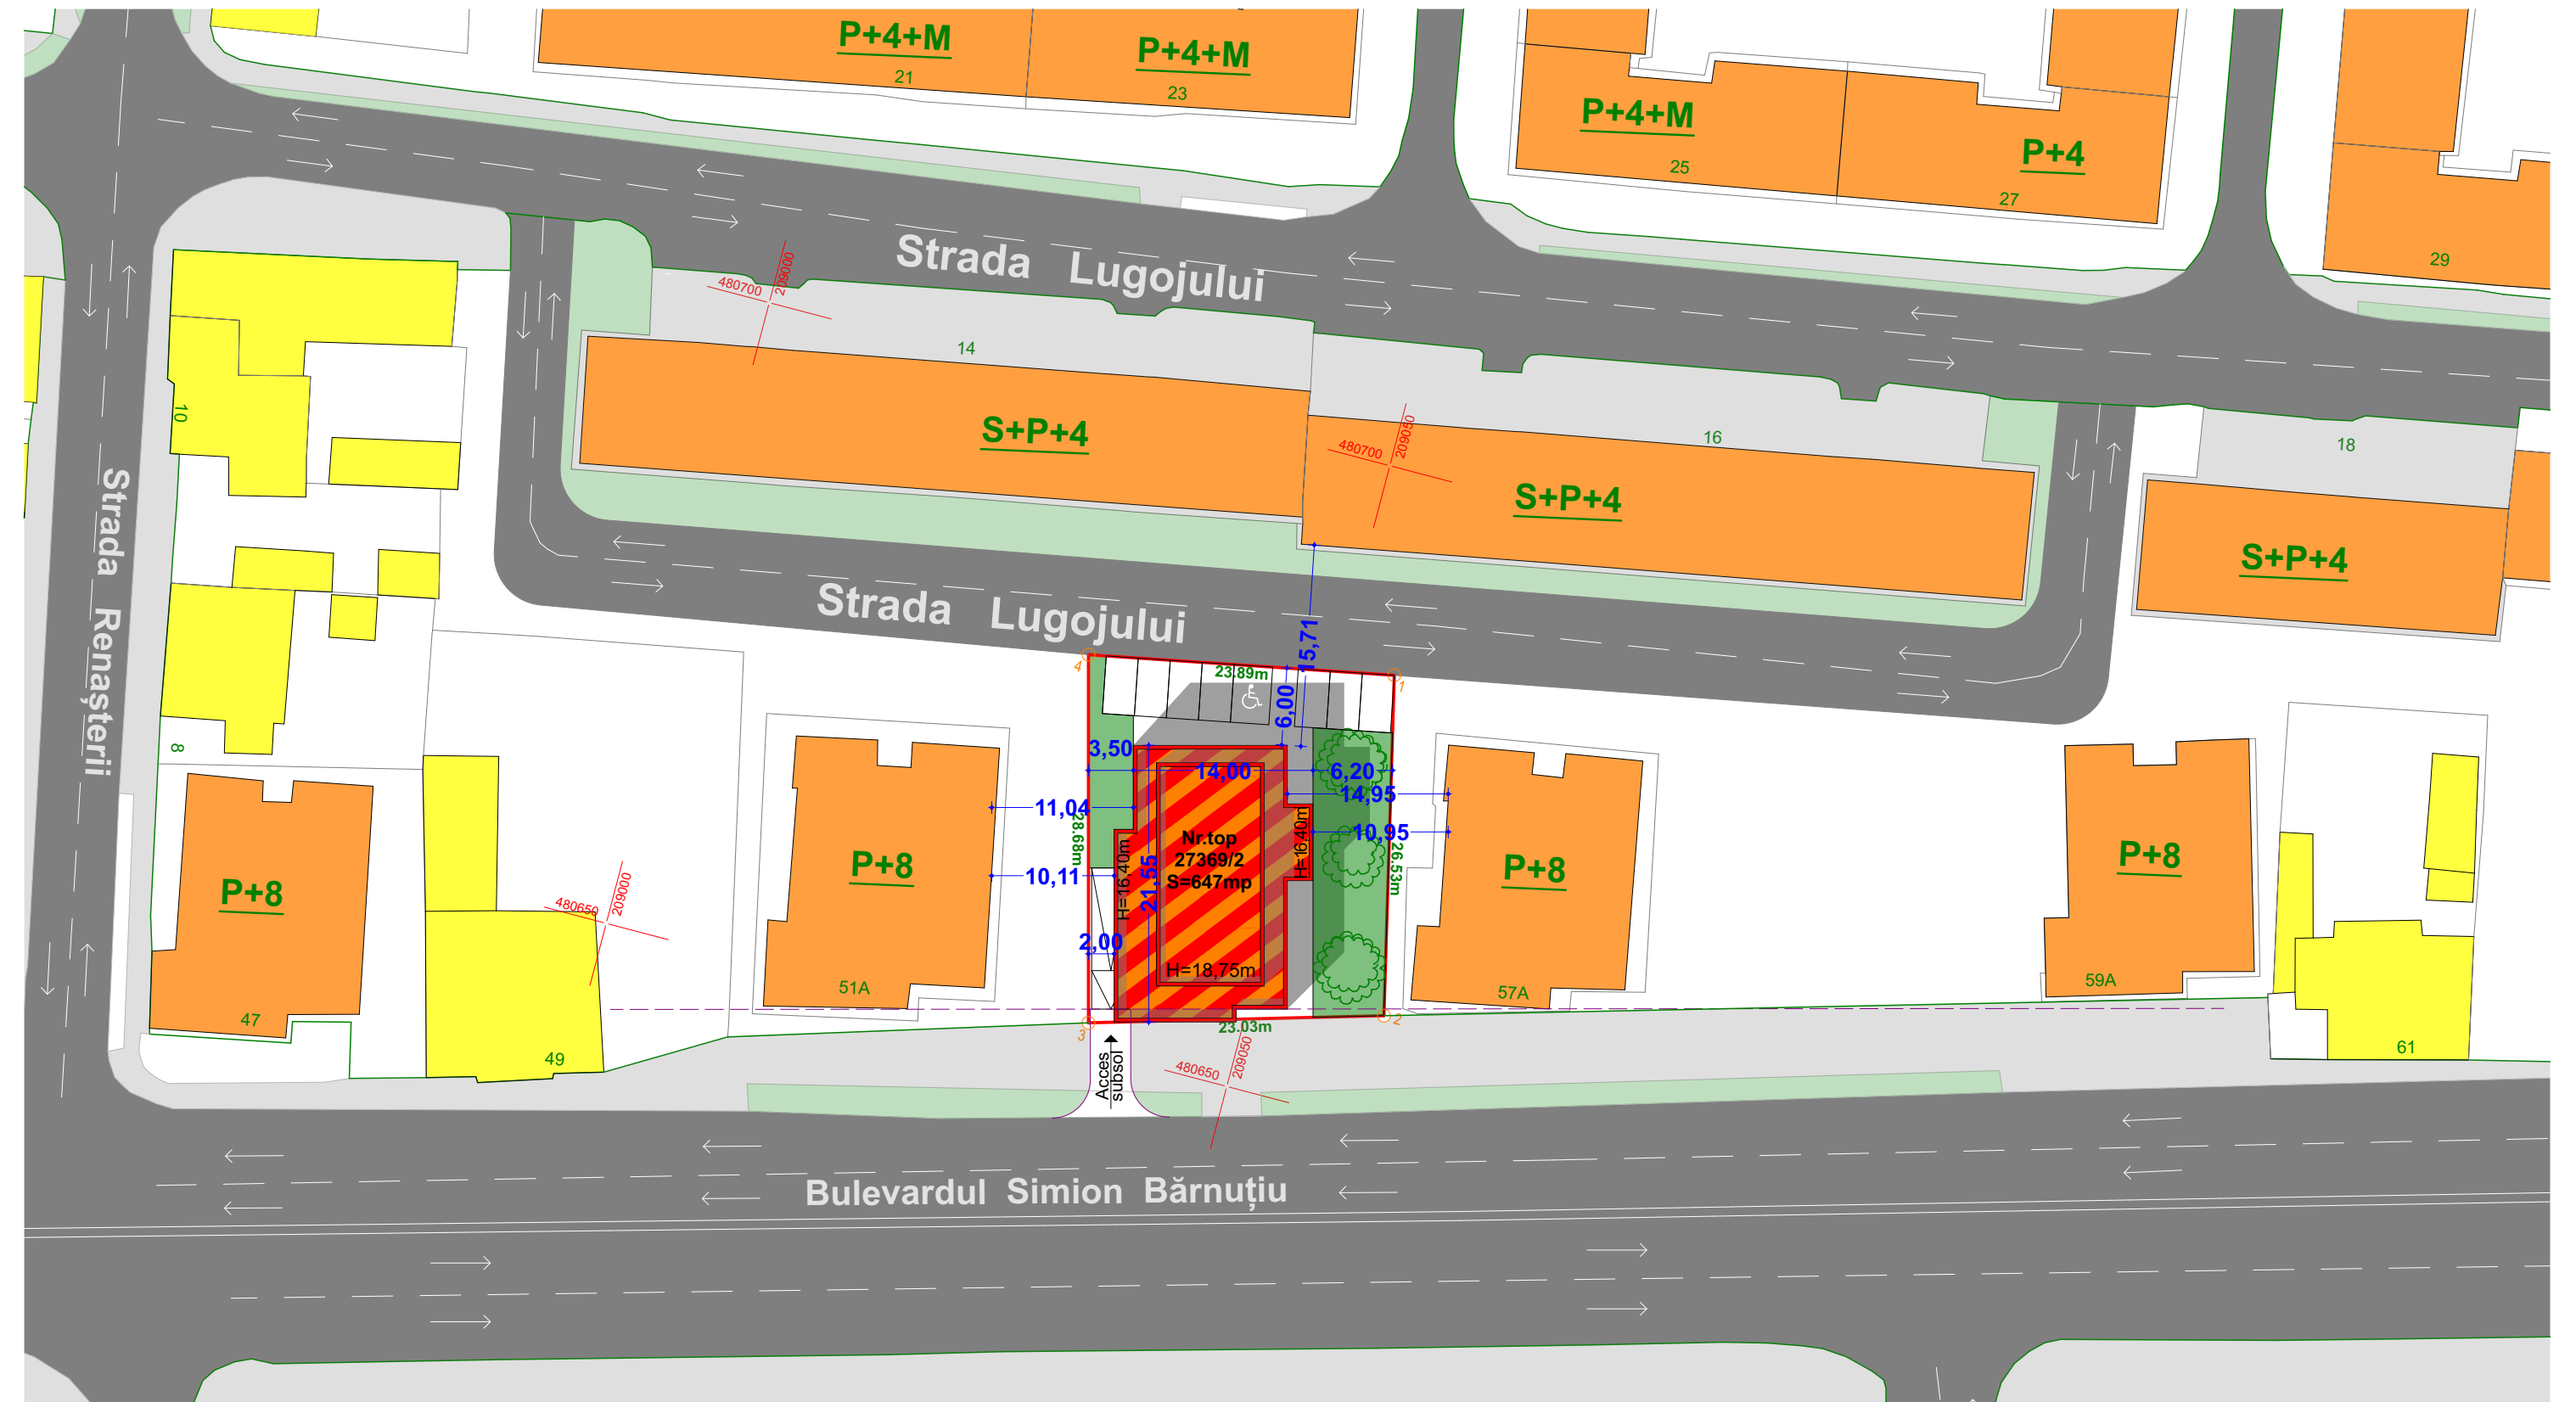 P+4+M
21
P+4+M
23
P+4+M
25
P+4
27
29
Strada Lugojului
480700
209000
14
S+P+4
480700
209050
16
S+P+4
18
S+P+4
10
Strada Renașterii
8
Strada Lugojului
15,71
4
23.89m
1
6,00
3,50
14,00
6,20
14,95
11,04
10,95
28.68m
26.53m
H=16,40m
H=16,40m
Nr.top
27369/2
S=647mp
21,55
10,11
2,00
H=18,75m
3
23.03m
2
P+8
47
480650
209000
49
P+8
51A
P+8
57A
P+8
59A
61
Acces
subsol
480650
209050
Bulevardul Simion Bărnuțiu